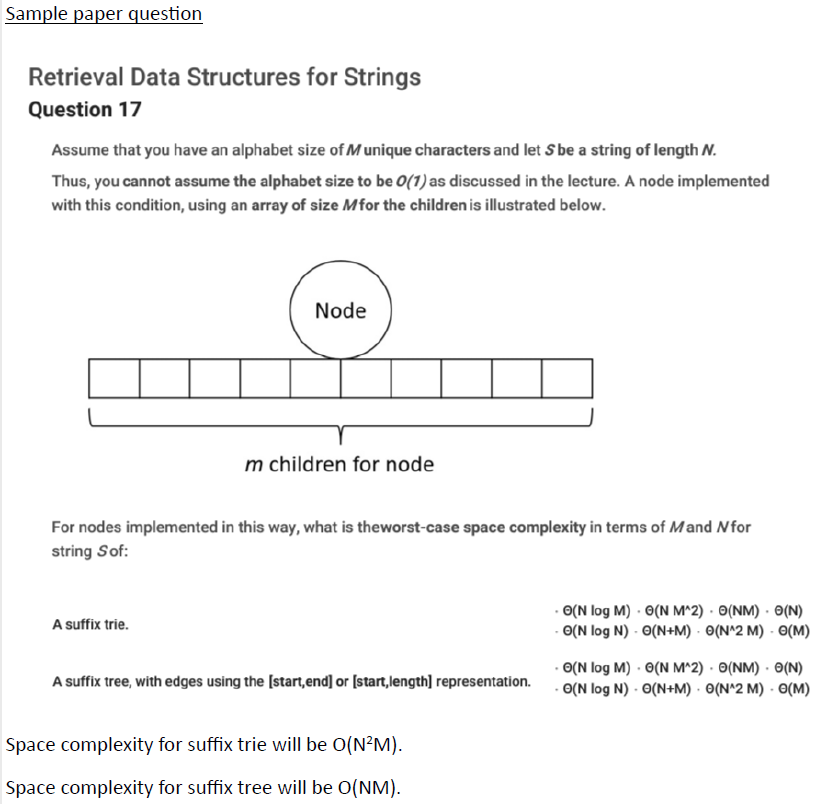 Sample paper question
Retrieval Data Structures for Strings
Question 17
Assume that you have an alphabet size of M unique characters and let S be a string of length N.
Thus, you cannot assume the alphabet size to be O(1) as discussed in the lecture. A node implemented
with this condition, using an array of size M for the children is illustrated below.
Node
m children for node
For nodes implemented in this way, what is theworst-case space complexity in terms of M and N for
string S of:
A suffix trie.
· Θ(N log M) · Θ(N M^2) · Θ(NM) · Θ(N)
· Θ(N log N) · Θ(N+M) · Θ(N^2 M) · Θ(M)
A suffix tree, with edges using the [start,end] or [start,length] representation.
· Θ(N log M) · Θ(N M^2) · Θ(NM) · Θ(N)
· Θ(N log N) · Θ(N+M) · Θ(N^2 M) · Θ(M)
Space complexity for suffix trie will be O(N²M).
Space complexity for suffix tree will be O(NM).